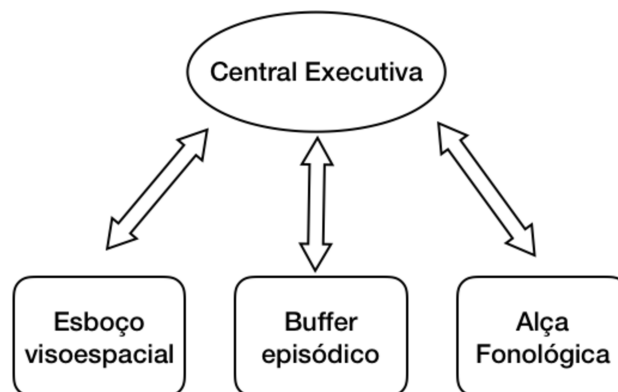 Central Executiva
Esboço
visoespacial
Buffer
episódico
Alça
Fonológica